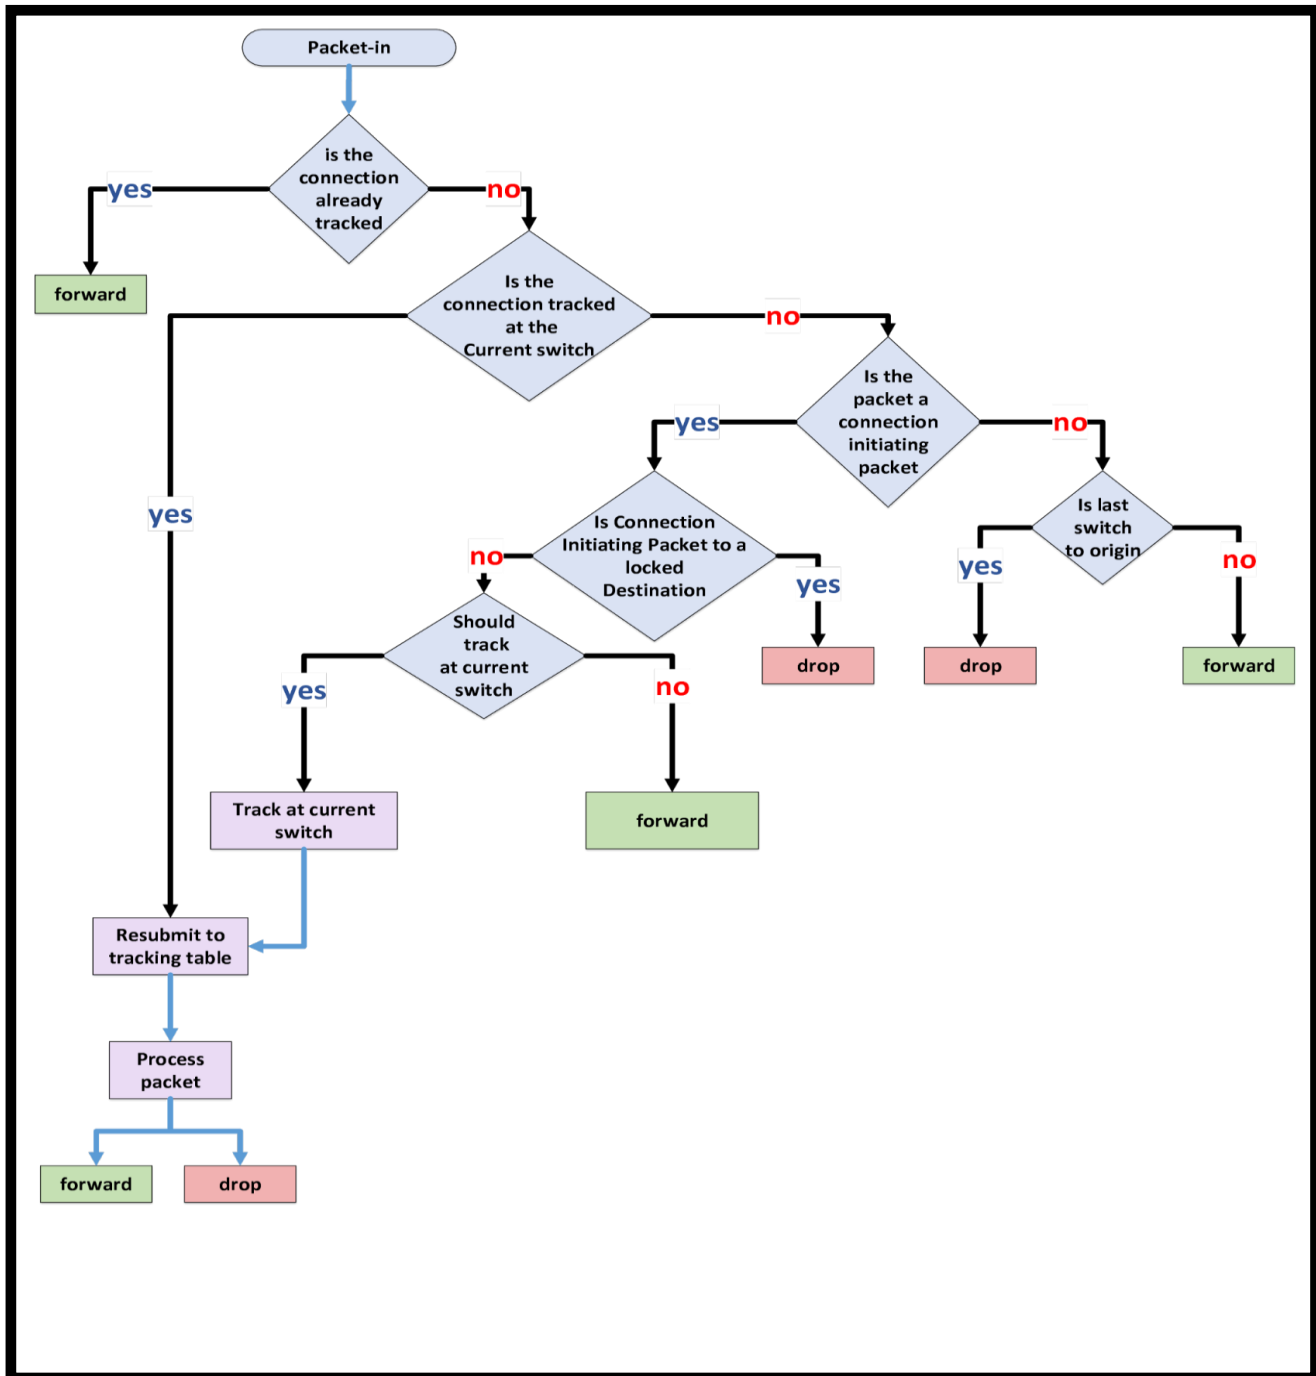 Packet-in
is the
connection
already
tracked
yes
no
forward
Is the
connection tracked
at the
Current switch
no
yes
Is the
packet a
connection
initiating
packet
yes
no
Is Connection
Initiating Packet to a
locked
Destination
no
yes
drop
Is last
switch
to origin
yes
no
drop
forward
Should
track
at current
switch
yes
no
Track at current
switch
forward
Resubmit to
tracking table
Process
packet
forward
drop